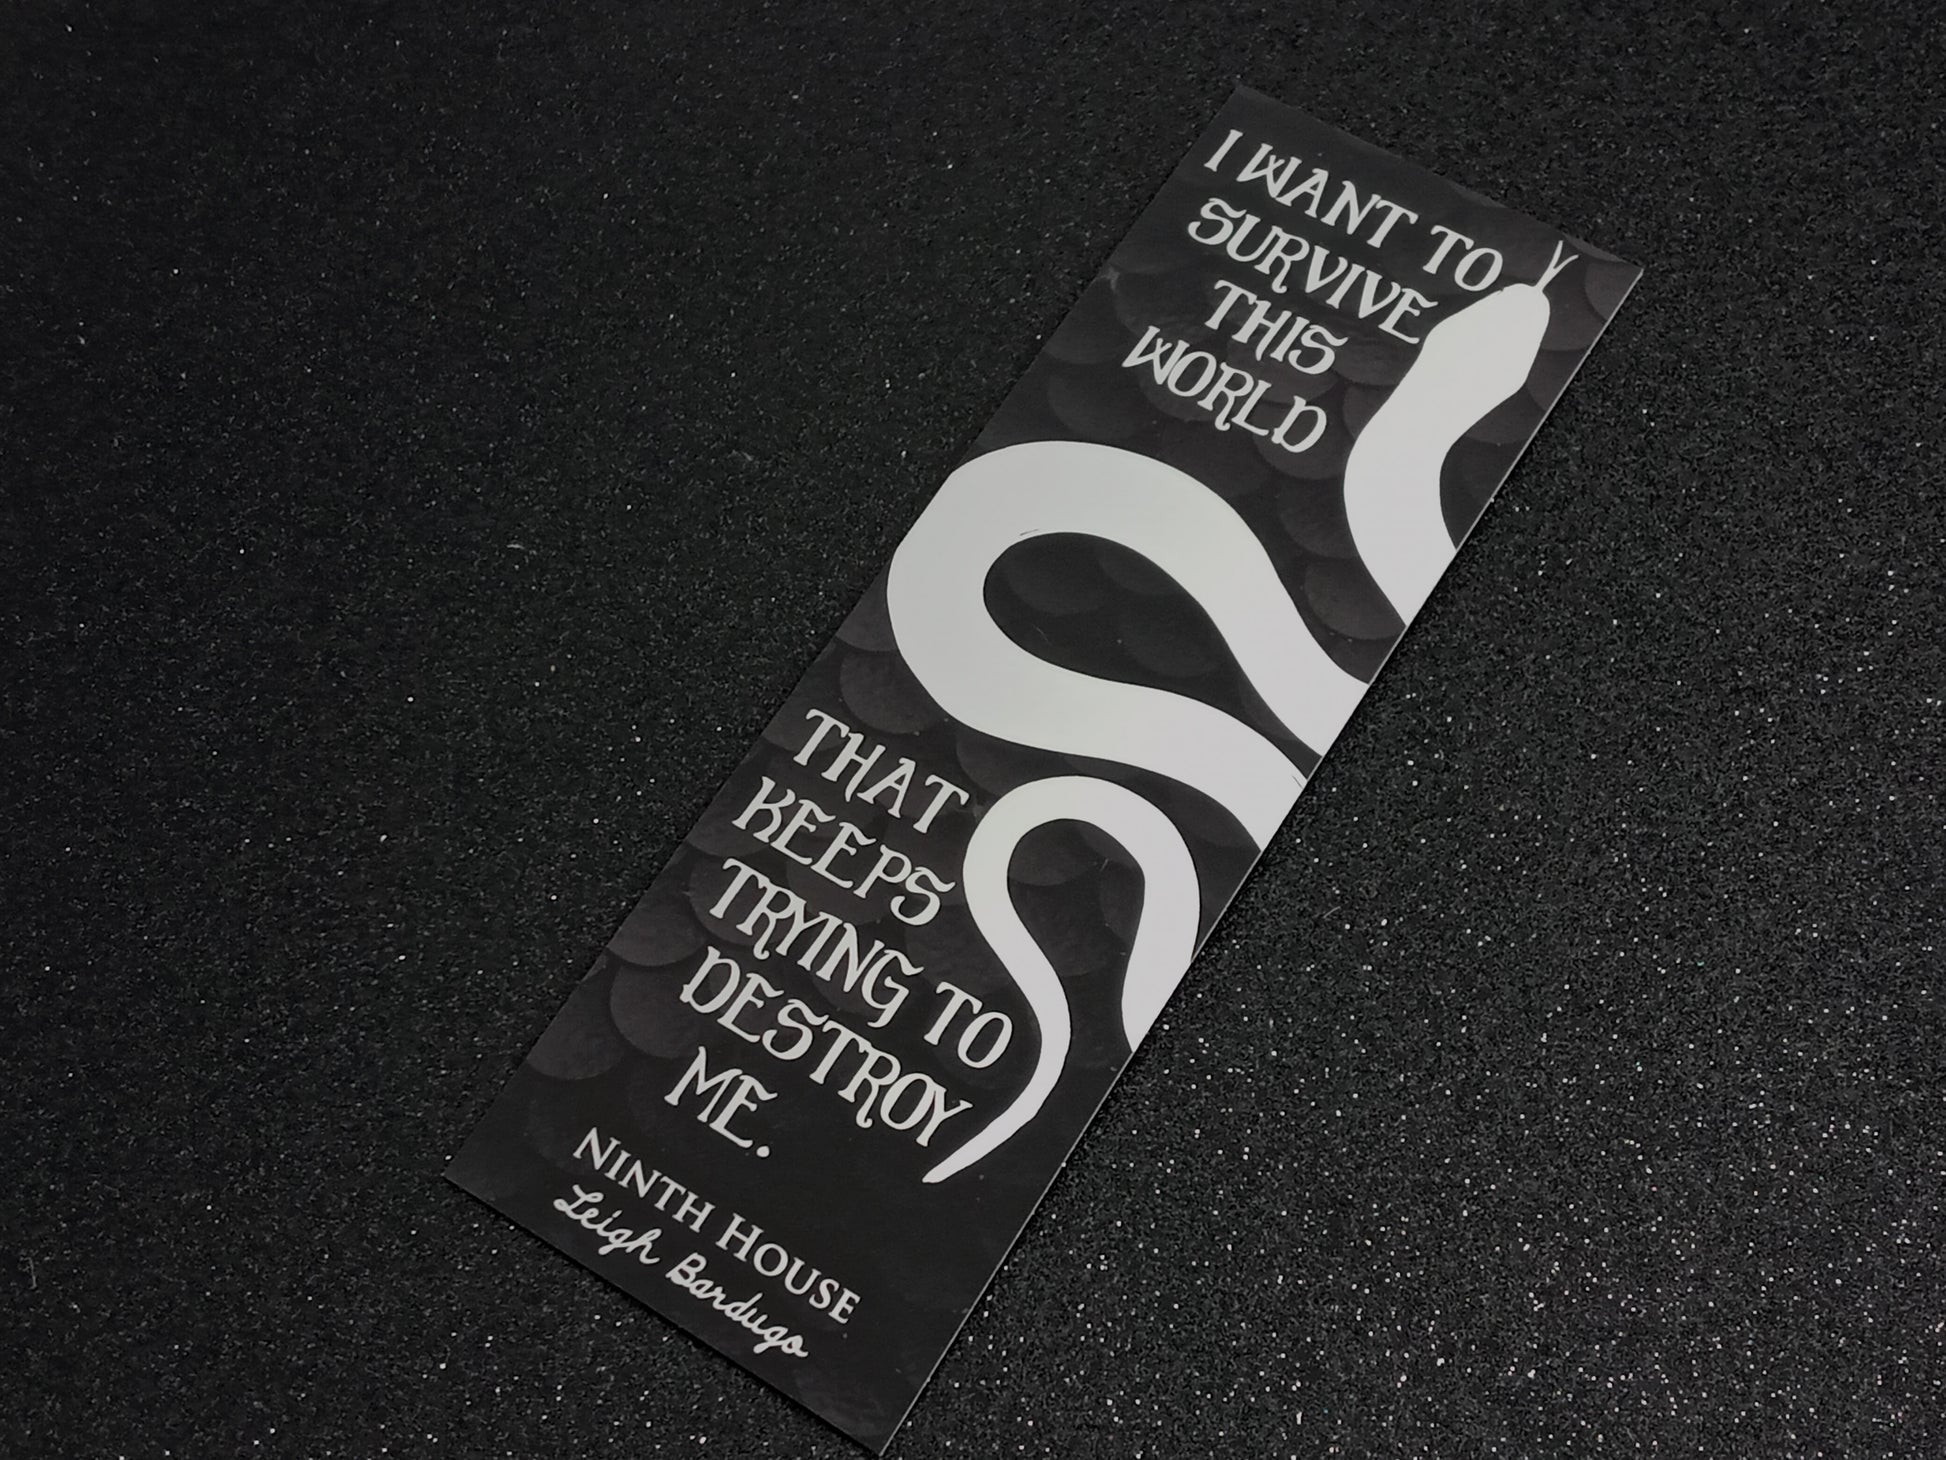 I WANT TO
SURVIVE
THIS
WORLD
THAT
KEEPS
TRYING TO
DESTROY
ME.
NINTH HOUSE
Leigh Bardugo